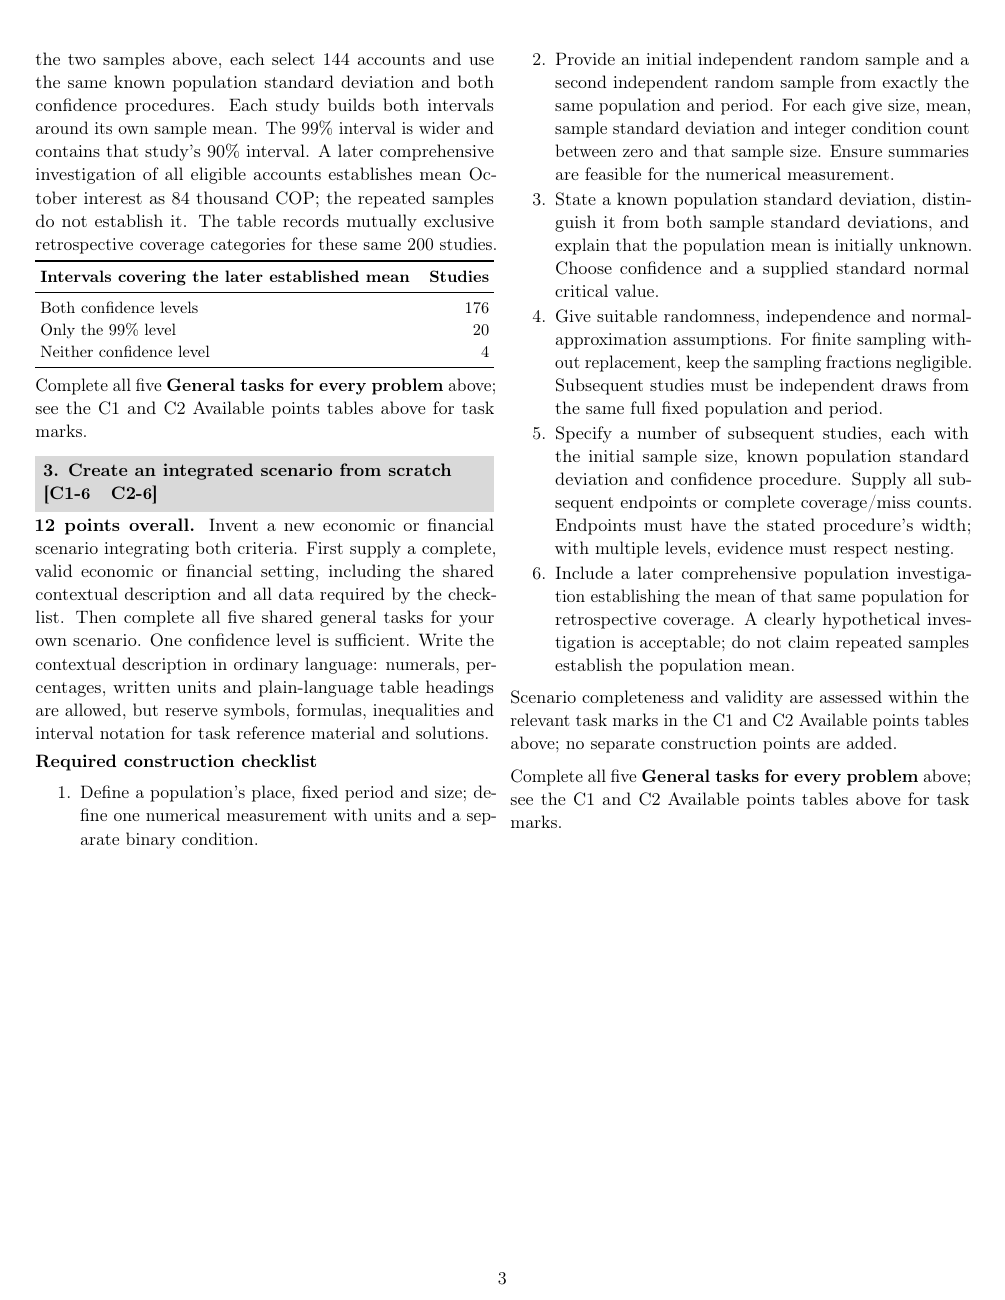 the two samples above, each select 144 accounts and use
the same known population standard deviation and both
confidence procedures. Each study builds both intervals
around its own sample mean. The 99% interval is wider and
contains that study's 90% interval. A later comprehensive
investigation of all eligible accounts establishes mean Oc-
tober interest as 84 thousand COP; the repeated samples
do not establish it. The table records mutually exclusive
retrospective coverage categories for these same 200 studies.
Intervals covering the later established mean Studies
Both confidence levels 176
Only the 99% level 20
Neither confidence level 4
Complete all five General tasks for every problem above;
see the C1 and C2 Available points tables above for task
marks.
3. Create an integrated scenario from scratch
[C1-6 C2-6]
12 points overall. Invent a new economic or financial
scenario integrating both criteria. First supply a complete,
valid economic or financial setting, including the shared
contextual description and all data required by the check-
list. Then complete all five shared general tasks for your
own scenario. One confidence level is sufficient. Write the
contextual description in ordinary language: numerals, per-
centages, written units and plain-language table headings
are allowed, but reserve symbols, formulas, inequalities and
interval notation for task reference material and solutions.
Required construction checklist
1. Define a population's place, fixed period and size; de-
fine one numerical measurement with units and a sep-
arate binary condition.
2. Provide an initial independent random sample and a
second independent random sample from exactly the
same population and period. For each give size, mean,
sample standard deviation and integer condition count
between zero and that sample size. Ensure summaries
are feasible for the numerical measurement.
3. State a known population standard deviation, distin-
guish it from both sample standard deviations, and
explain that the population mean is initially unknown.
Choose confidence and a supplied standard normal
critical value.
4. Give suitable randomness, independence and normal-
approximation assumptions. For finite sampling with-
out replacement, keep the sampling fractions negligible.
Subsequent studies must be independent draws from
the same full fixed population and period.
5. Specify a number of subsequent studies, each with
the initial sample size, known population standard
deviation and confidence procedure. Supply all sub-
sequent endpoints or complete coverage/miss counts.
Endpoints must have the stated procedure's width;
with multiple levels, evidence must respect nesting.
6. Include a later comprehensive population investiga-
tion establishing the mean of that same population for
retrospective coverage. A clearly hypothetical inves-
tigation is acceptable; do not claim repeated samples
establish the population mean.
Scenario completeness and validity are assessed within the
relevant task marks in the C1 and C2 Available points tables
above; no separate construction points are added.
Complete all five General tasks for every problem above;
see the C1 and C2 Available points tables above for task
marks.
3